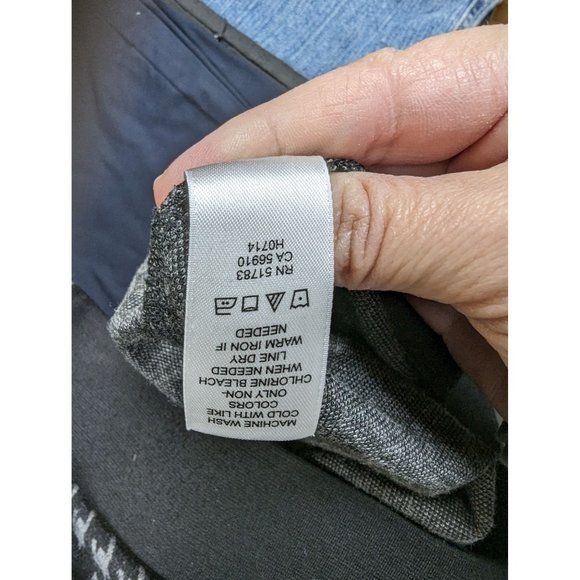 MACHINE WASH
COLD WITH LIKE
COLORS
ONLY NON-
CHLORINE BLEACH
WHEN NEEDED
LINE DRY
WARM IRON IF
NEEDED
RN 51783
CA 56910
H0714